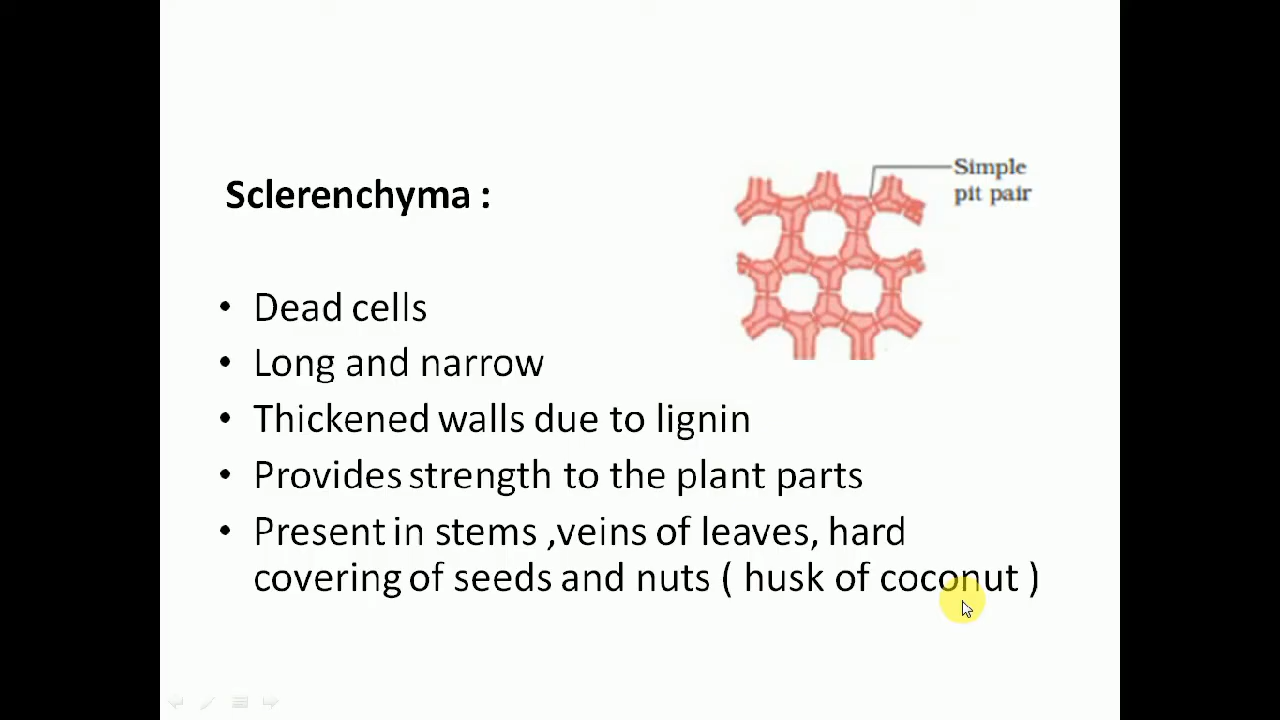 Simple
pit pair
Sclerenchyma :
• Dead cells
• Long and narrow
• Thickened walls due to lignin
• Provides strength to the plant parts
• Present in stems ,veins of leaves, hard
covering of seeds and nuts ( husk of coconut )